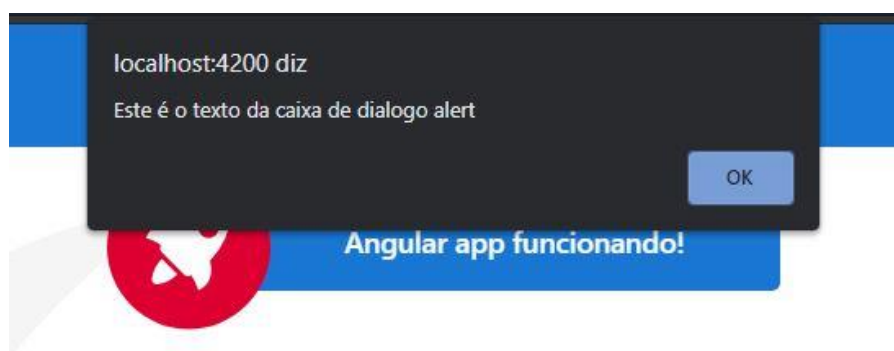 localhost:4200 diz
Este é o texto da caixa de dialogo alert
OK
Angular app funcionando!